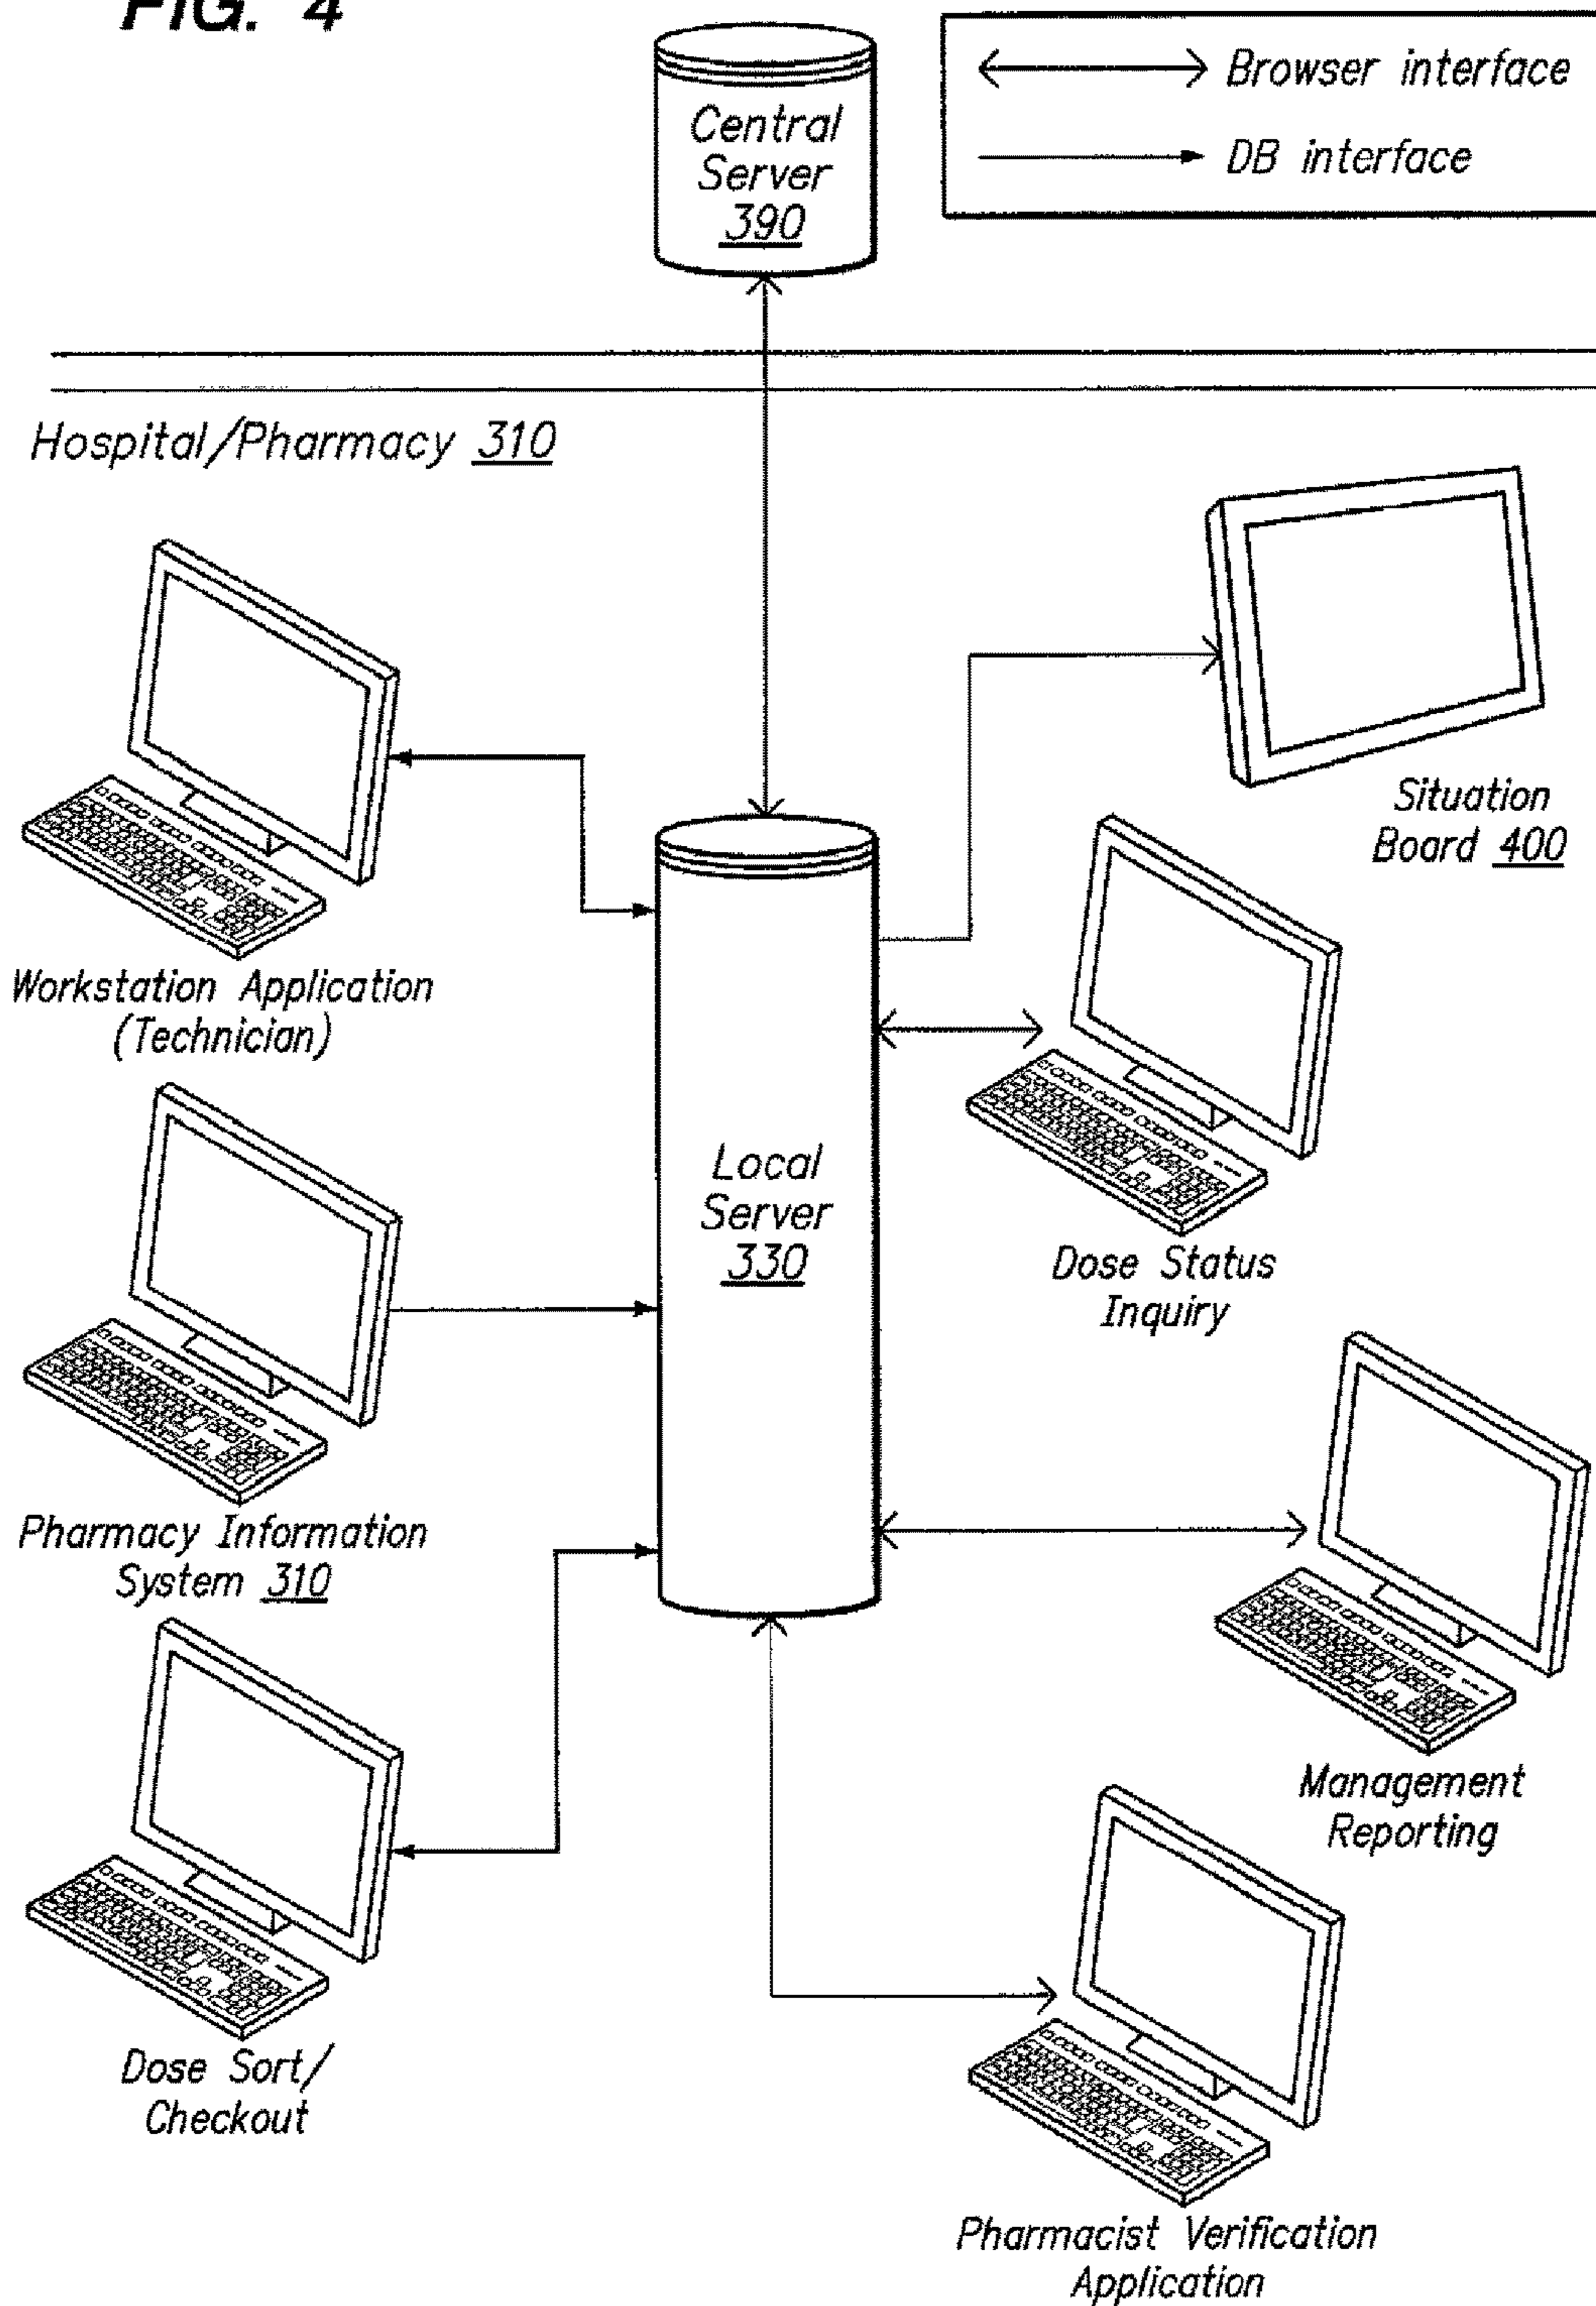 FIG. 4
Central
Server
390
Browser interface
DB interface
Hospital/Pharmacy 310
Situation
Board 400
Workstation Application
(Technician)
Local
Server
330
Dose Status
Inquiry
Pharmacy Information
System 310
Management
Reporting
Dose Sort/
Checkout
Pharmacist Verification
Application